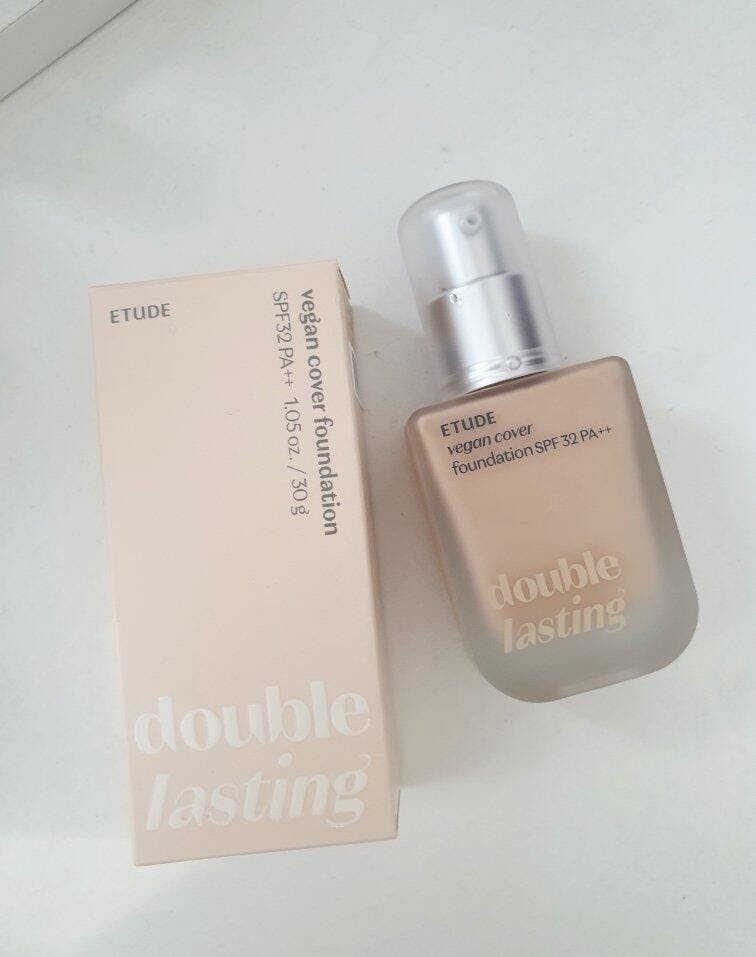 ETUDE
vegan cover foundation
SPF32 PA++ 1.05 oz. / 30 g
double
lasting
ETUDE
vegan cover
foundation SPF 32 PA++
double
lasting